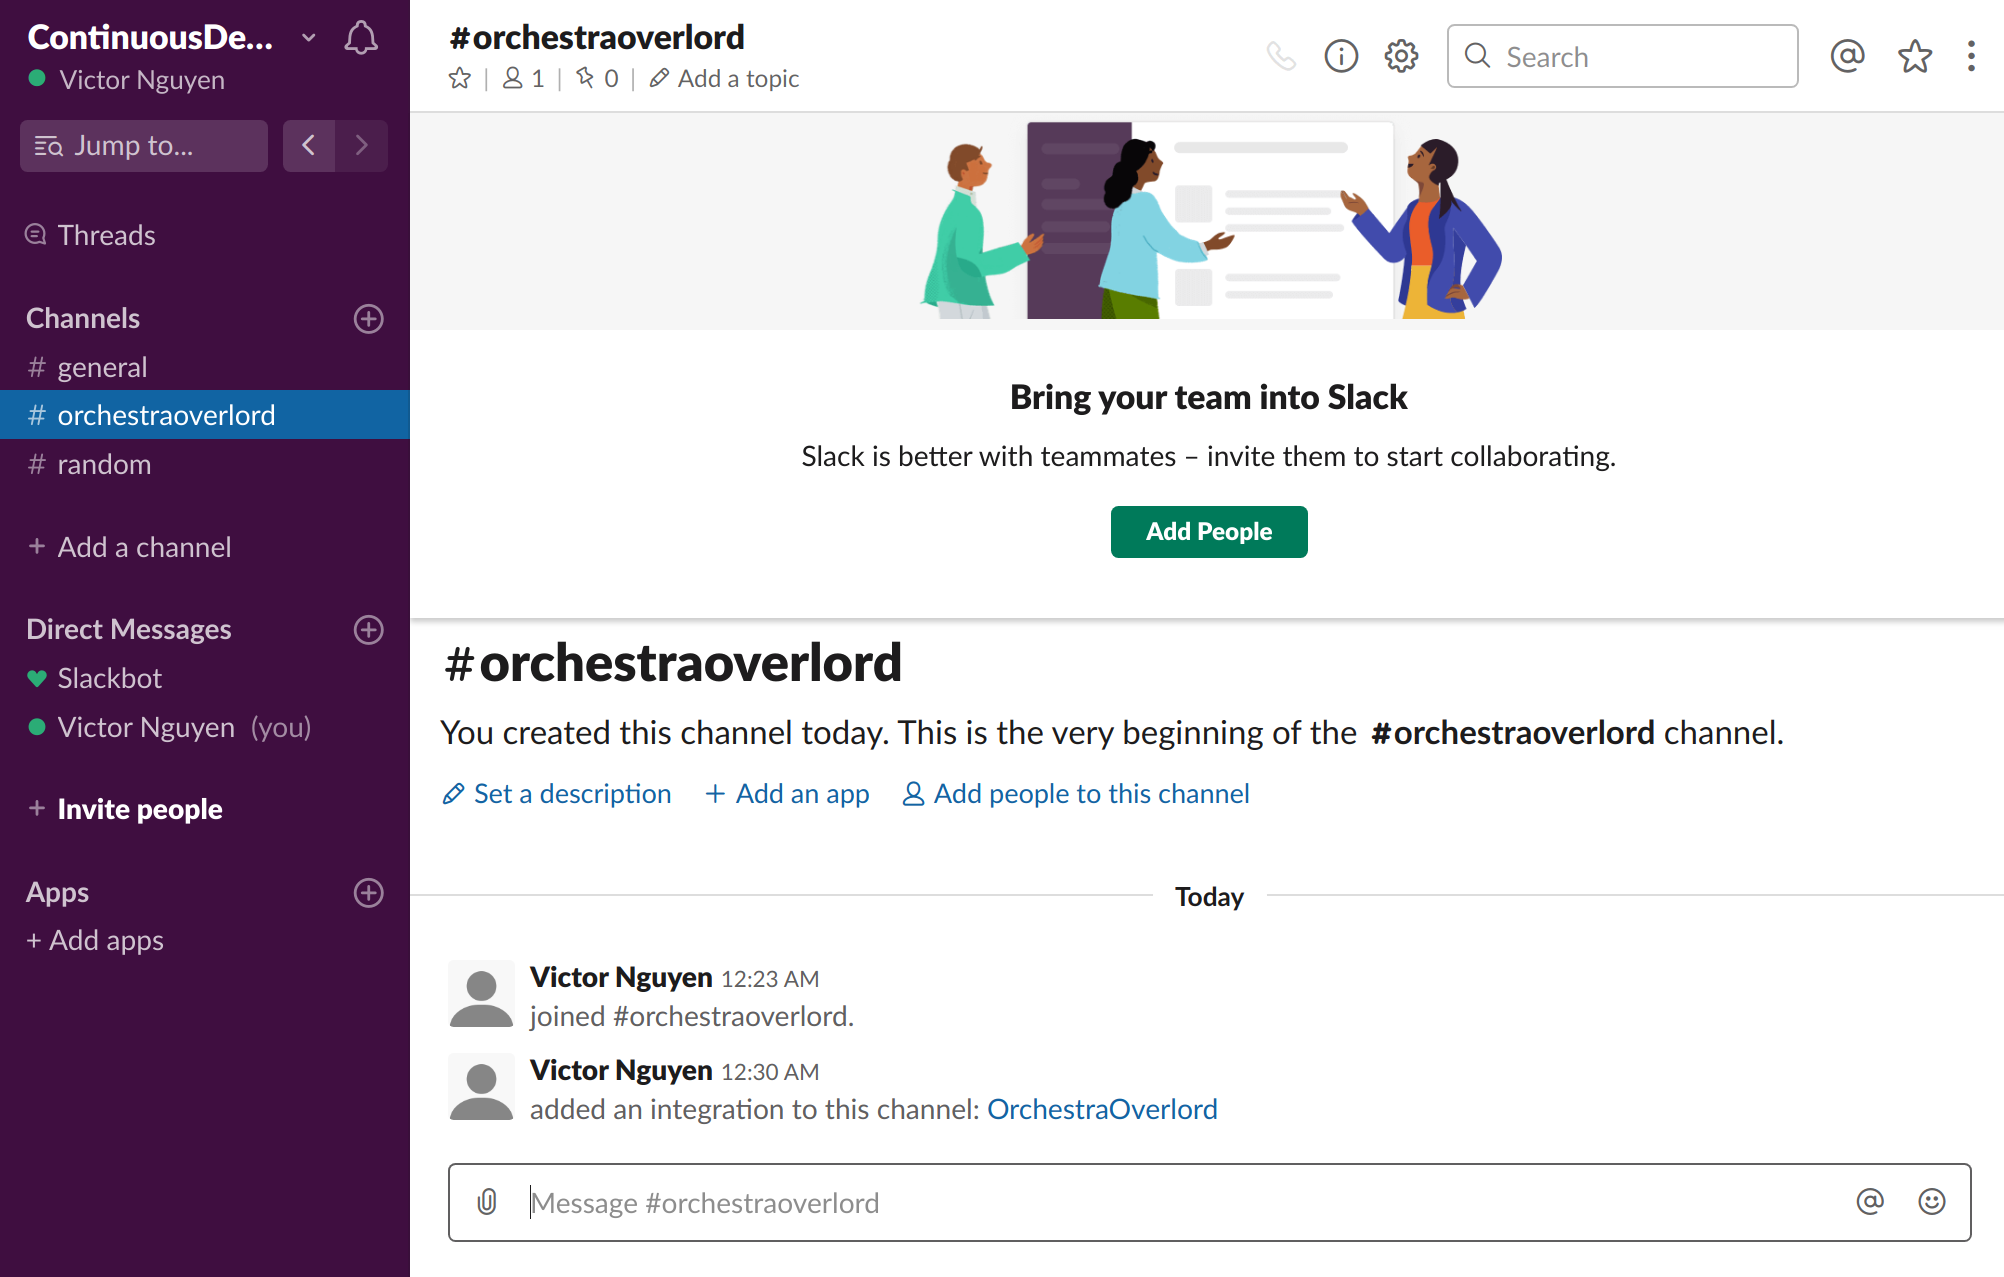 ContinuousDe...
Victor Nguyen
Jump to...
Threads
Channels
# general
# orchestraoverlord
# random
+ Add a channel
Direct Messages
Slackbot
Victor Nguyen (you)
+ Invite people
Apps
+ Add apps
#orchestraoverlord
1 | 0 | Add a topic
Search
Bring your team into Slack
Slack is better with teammates – invite them to start collaborating.
Add People
#orchestraoverlord
You created this channel today. This is the very beginning of the #orchestraoverlord channel.
Set a description + Add an app Add people to this channel
Today
Victor Nguyen 12:23 AM
joined #orchestraoverlord.
Victor Nguyen 12:30 AM
added an integration to this channel: OrchestraOverlord
Message #orchestraoverlord